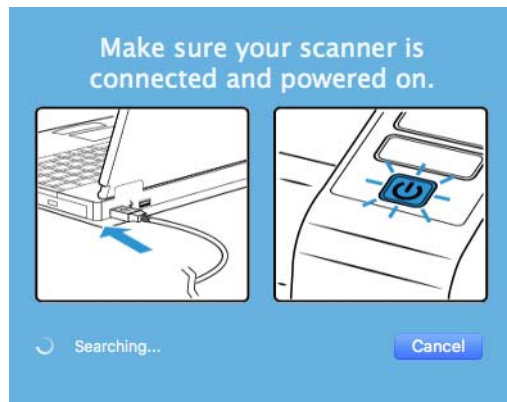 Make sure your scanner is
connected and powered on.
Searching...
Cancel